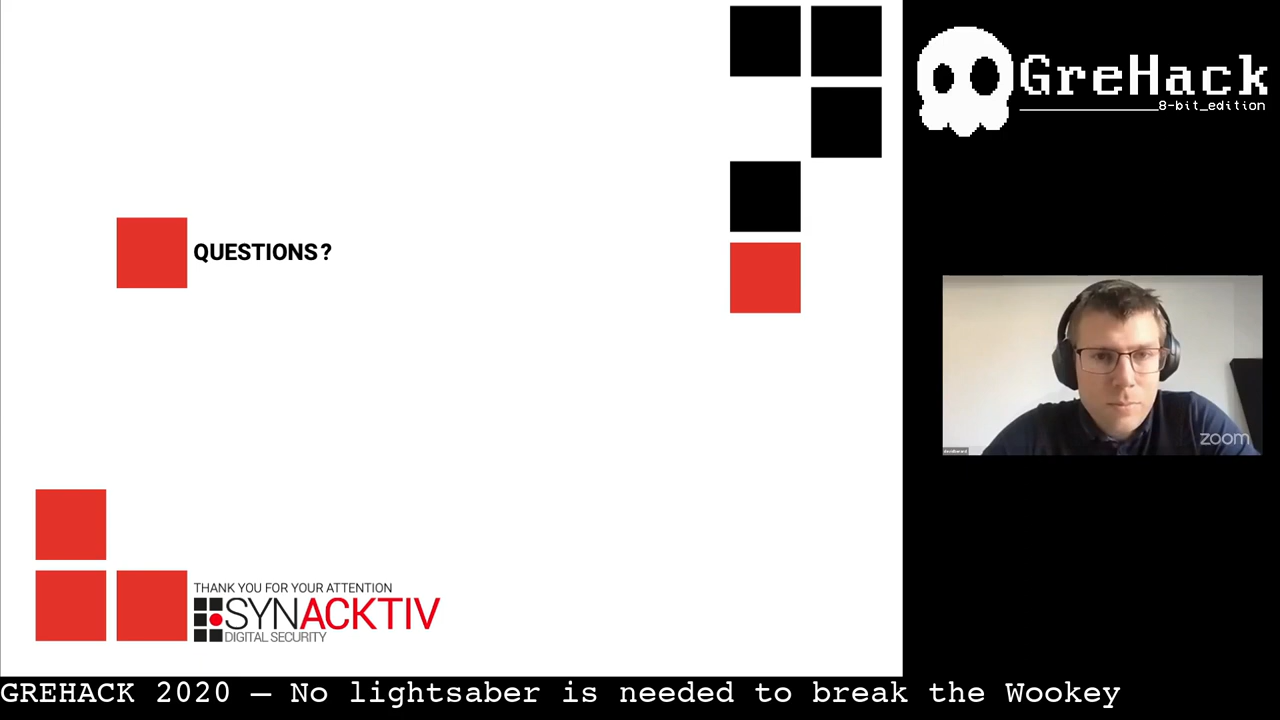 GreHack
8-bit_edition
QUESTIONS ?
zoom
THANK YOU FOR YOUR ATTENTION
SYNACKTIV
DIGITAL SECURITY
GREHACK 2020 – No lightsaber is needed to break the Wookey